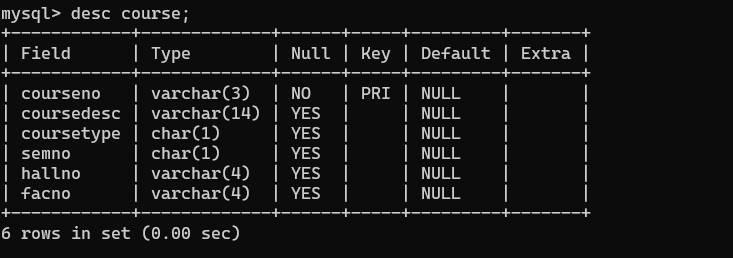 mysql> desc course;
+------------+-------------+------+-----+---------+-------+
| Field      | Type        | Null | Key | Default | Extra |
+------------+-------------+------+-----+---------+-------+
| courseno   | varchar(3)  | NO   | PRI | NULL    |       |
| coursedesc | varchar(14) | YES  |     | NULL    |       |
| coursetype | char(1)     | YES  |     | NULL    |       |
| semno      | char(1)     | YES  |     | NULL    |       |
| hallno     | varchar(4)  | YES  |     | NULL    |       |
| facno      | varchar(4)  | YES  |     | NULL    |       |
+------------+-------------+------+-----+---------+-------+
6 rows in set (0.00 sec)